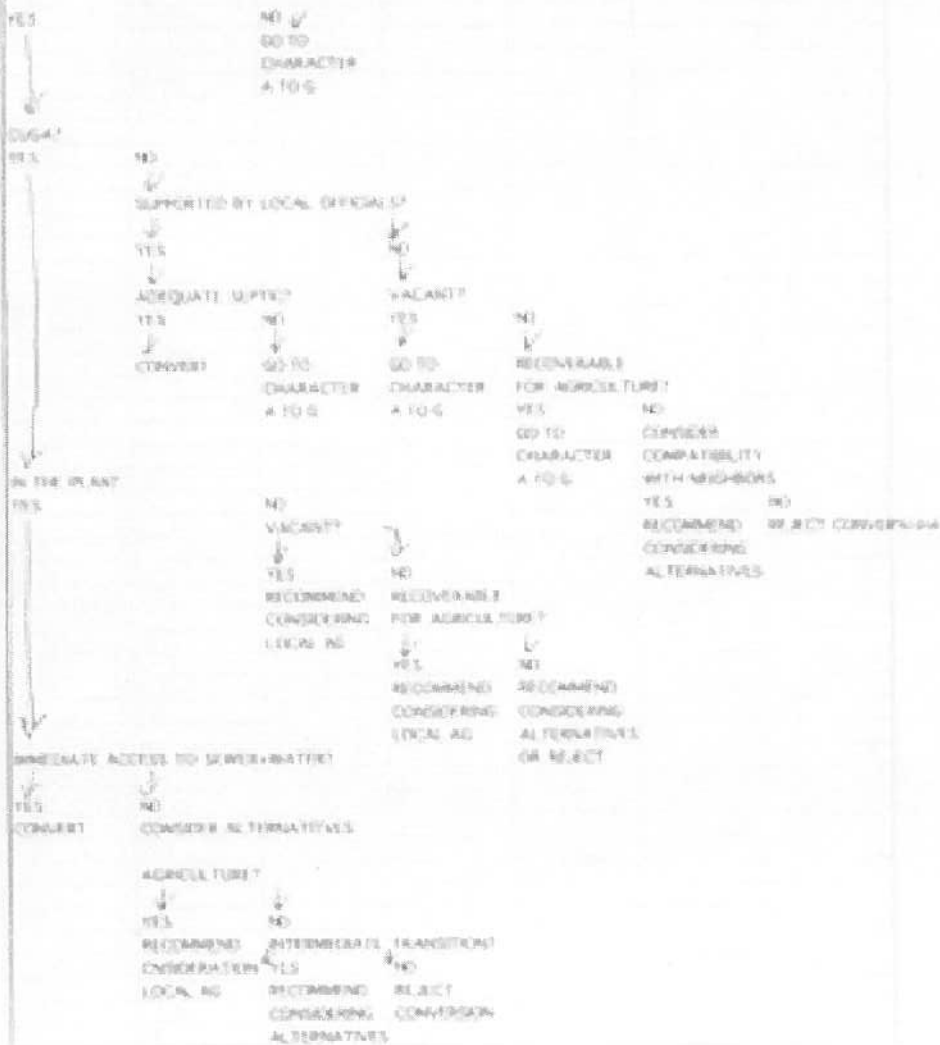 YES NO
GO TO
CHARACTER
A TO G
CUGA?
YES NO
SUPPORTED BY LOCAL OFFICIALS?
YES NO
ADEQUATE SEPTIC? VACANT?
YES NO YES NO
CONVERT GO TO GO TO RECOVERABLE
CHARACTER CHARACTER FOR AGRICULTURE?
A TO G A TO G YES NO
GO TO CONSIDER
CHARACTER COMPATIBILITY
A TO G WITH NEIGHBORS
IN THE PLAN?
YES NO YES NO
VACANT? RECOMMEND REJECT CONVERSION
CONSIDERING
YES NO ALTERNATIVES
RECOMMEND RECOVERABLE
CONSIDERING FOR AGRICULTURE?
LOCAL AG
YES NO
RECOMMEND RECOMMEND
CONSIDERING CONSIDERING
LOCAL AG ALTERNATIVES
OR REJECT
IMMEDIATE ACCESS TO SEWER+WATER?
YES NO
CONVERT CONSIDER ALTERNATIVES
AGRICULTURE?
YES NO
RECOMMEND INTERMEDIATE TRANSITION?
CNSIDERATION YES NO
LOCAL AG RECOMMEND REJECT
CONSIDERING CONVERSION
ALTERNATIVES